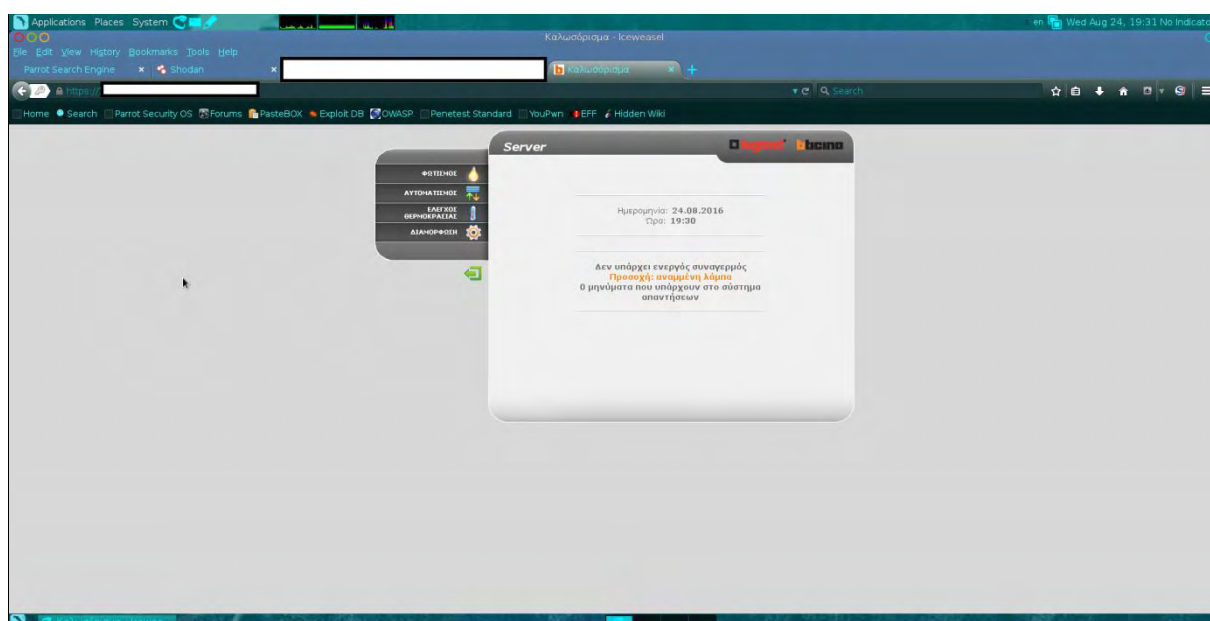 Applications Places System
en Wed Aug 24, 19:31 No Indicato
Καλωσόρισμα - Iceweasel
File Edit View History Bookmarks Tools Help
Parrot Search Engine × Shodan ×
Καλωσόρισμα × +
https://
Search
Home Search Parrot Security OS Forums PasteBOX Exploit DB OWASP Penetest Standard YouPwn EFF Hidden Wiki
Server
legrand bticino
ΦΩΤΙΣΜΟΣ
ΑΥΤΟΜΑΤΙΣΜΟΣ
ΕΛΕΓΧΟΣ
ΘΕΡΜΟΚΡΑΣΙΑΣ
ΔΙΑΜΟΡΦΩΣΗ
Ημερομηνία: 24.08.2016
Ώρα: 19:30
Δεν υπάρχει ενεργός συναγερμός
Προσοχή: αναμμένη λάμπα
0 μηνύματα που υπάρχουν στο σύστημα
απαντήσεων